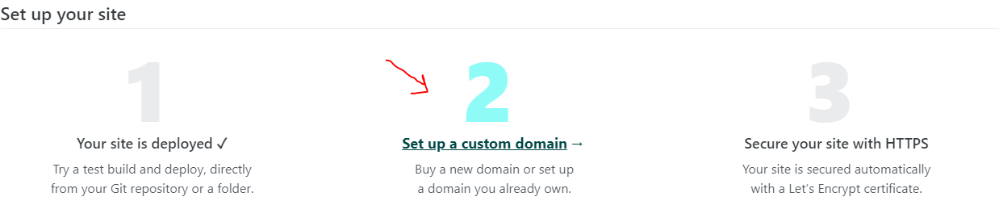 Set up your site
1
Your site is deployed ✓
Try a test build and deploy, directly
from your Git repository or a folder.
2
Set up a custom domain →
Buy a new domain or set up
a domain you already own.
3
Secure your site with HTTPS
Your site is secured automatically
with a Let’s Encrypt certificate.